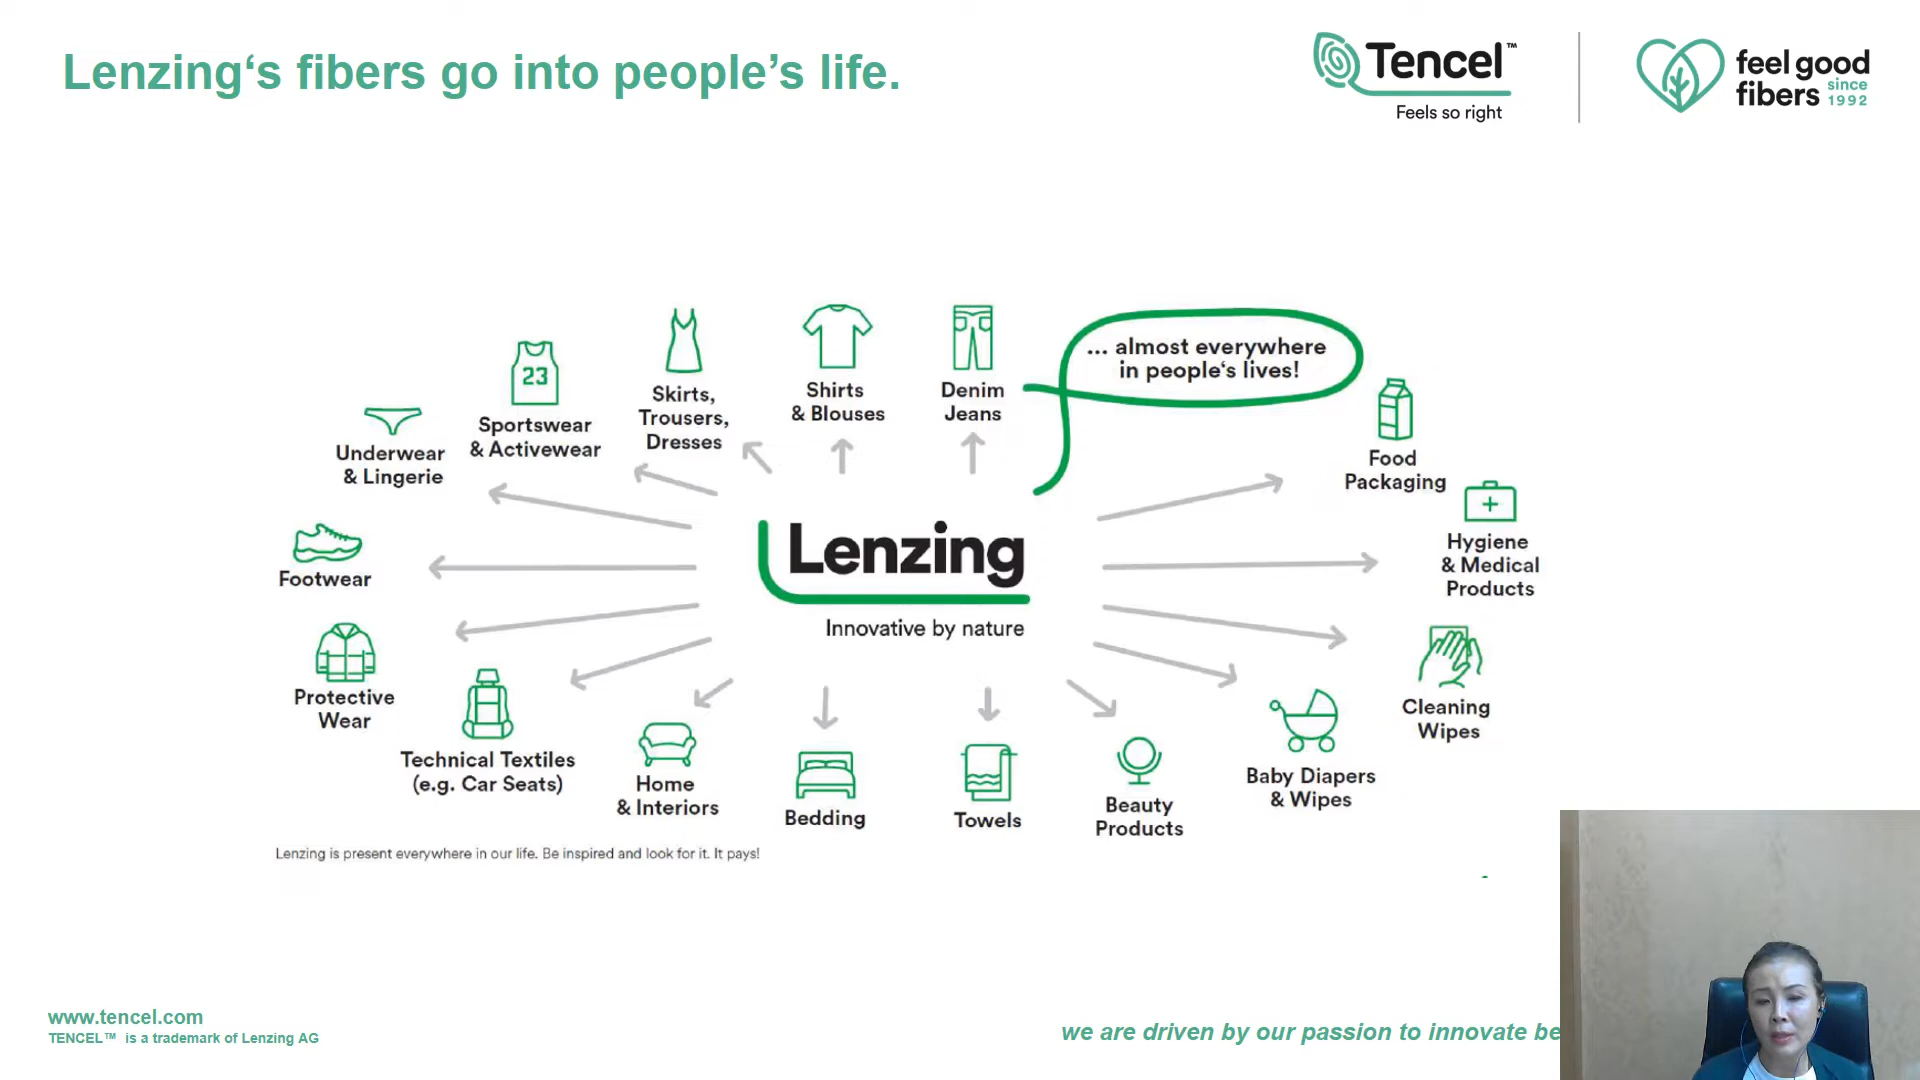 Lenzing‘s fibers go into people’s life.
Tencel™
Feels so right
feel good
fibers since
1992
... almost everywhere
in people‘s lives!
Denim
Jeans
Shirts
& Blouses
Skirts,
Trousers,
Dresses
23
Sportswear
& Activewear
Underwear
& Lingerie
Footwear
Protective
Wear
Technical Textiles
(e.g. Car Seats)
Home
& Interiors
Bedding
Towels
Beauty
Products
Baby Diapers
& Wipes
Cleaning
Wipes
Hygiene
& Medical
Products
Food
Packaging
Lenzing
Innovative by nature
Lenzing is present everywhere in our life. Be inspired and look for it. It pays!
www.tencel.com
TENCEL™ is a trademark of Lenzing AG
we are driven by our passion to innovate be